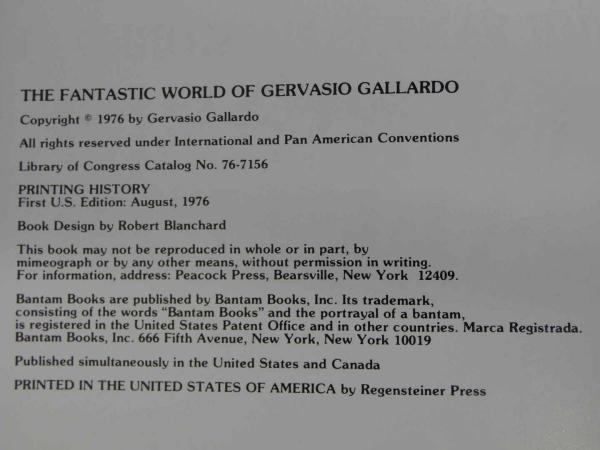 THE FANTASTIC WORLD OF GERVASIO GALLARDO
Copyright © 1976 by Gervasio Gallardo
All rights reserved under International and Pan American Conventions
Library of Congress Catalog No. 76-7156
PRINTING HISTORY
First U.S. Edition: August, 1976
Book Design by Robert Blanchard
This book may not be reproduced in whole or in part, by
mimeograph or by any other means, without permission in writing.
For information, address: Peacock Press, Bearsville, New York 12409.
Bantam Books are published by Bantam Books, Inc. Its trademark,
consisting of the words "Bantam Books" and the portrayal of a bantam,
is registered in the United States Patent Office and in other countries. Marca Registrada.
Bantam Books, Inc. 666 Fifth Avenue, New York, New York 10019
Published simultaneously in the United States and Canada
PRINTED IN THE UNITED STATES OF AMERICA by Regensteiner Press